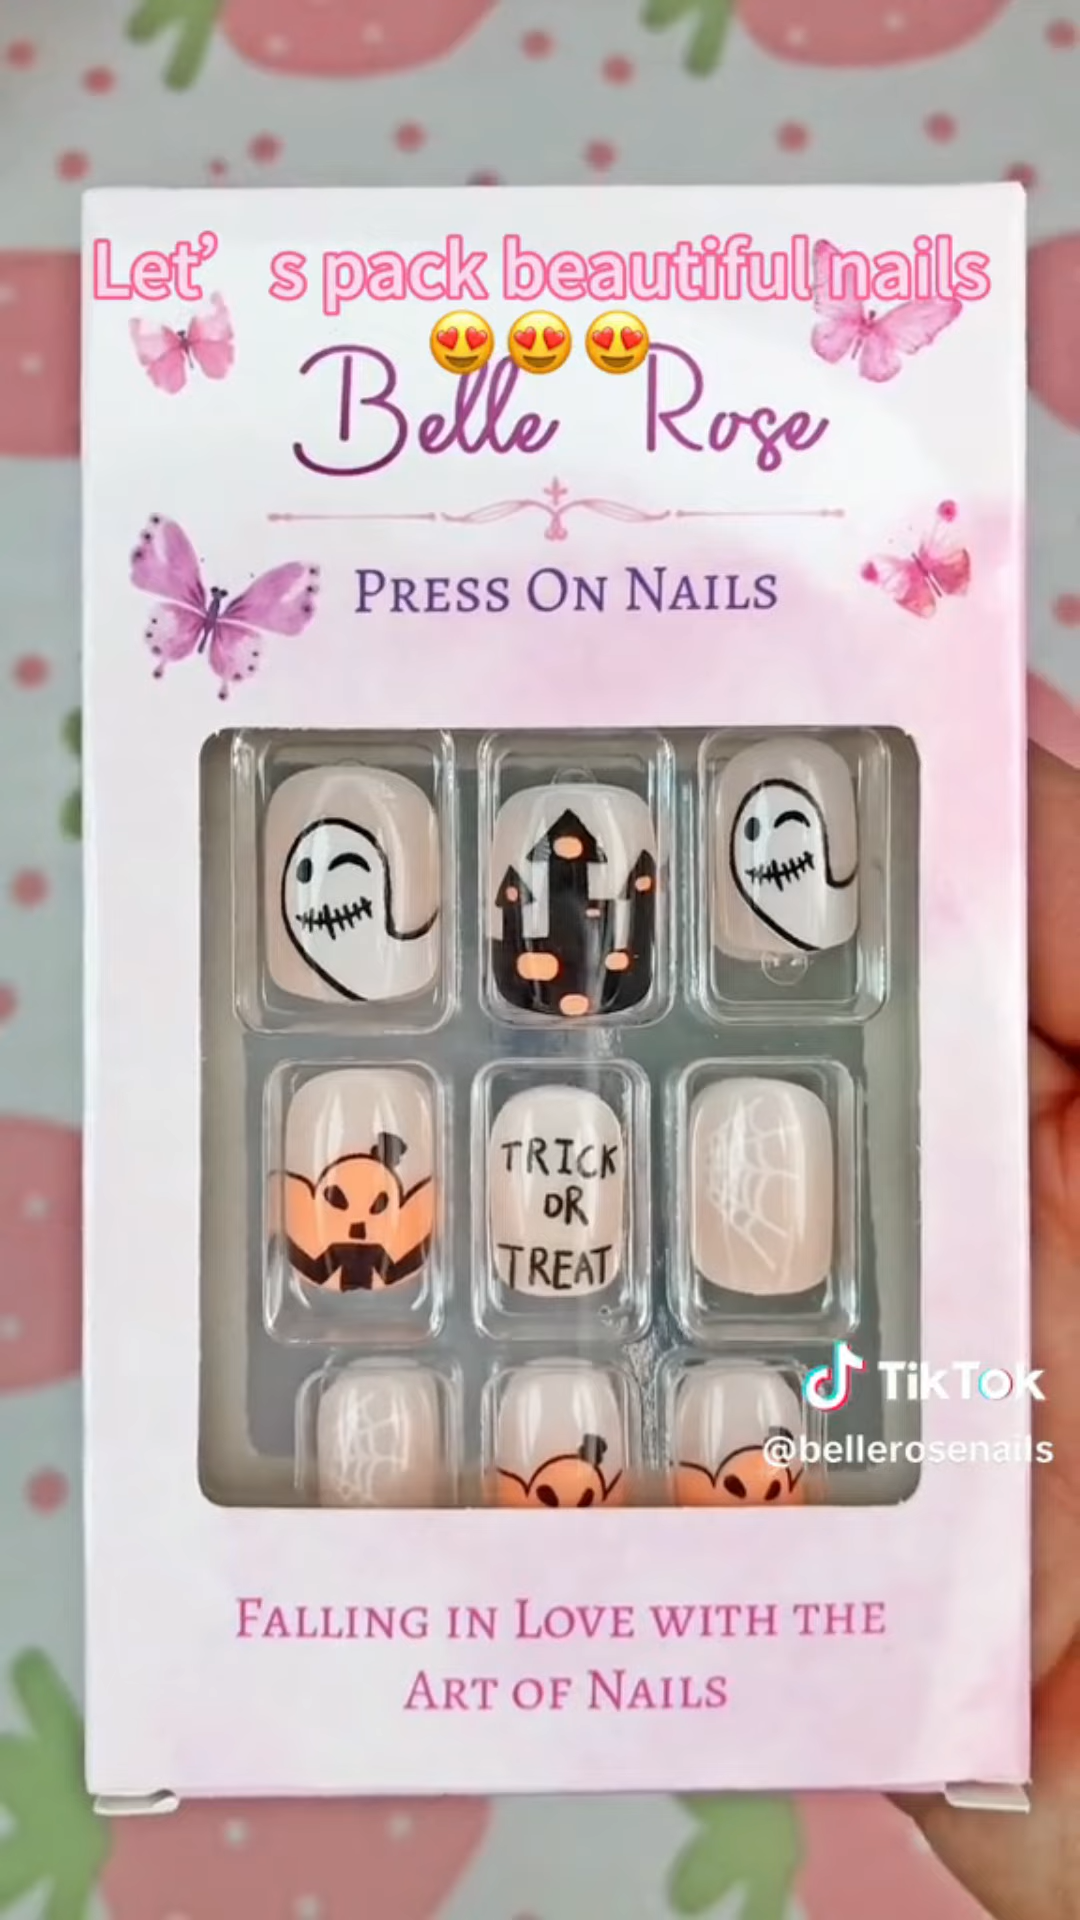 Let’s pack beautiful nails
😍😍😍
Belle Rose
PRESS ON NAILS
TRICK
OR
TREAT
TikTok
@bellerosenails
FALLING IN LOVE WITH THE
ART OF NAILS